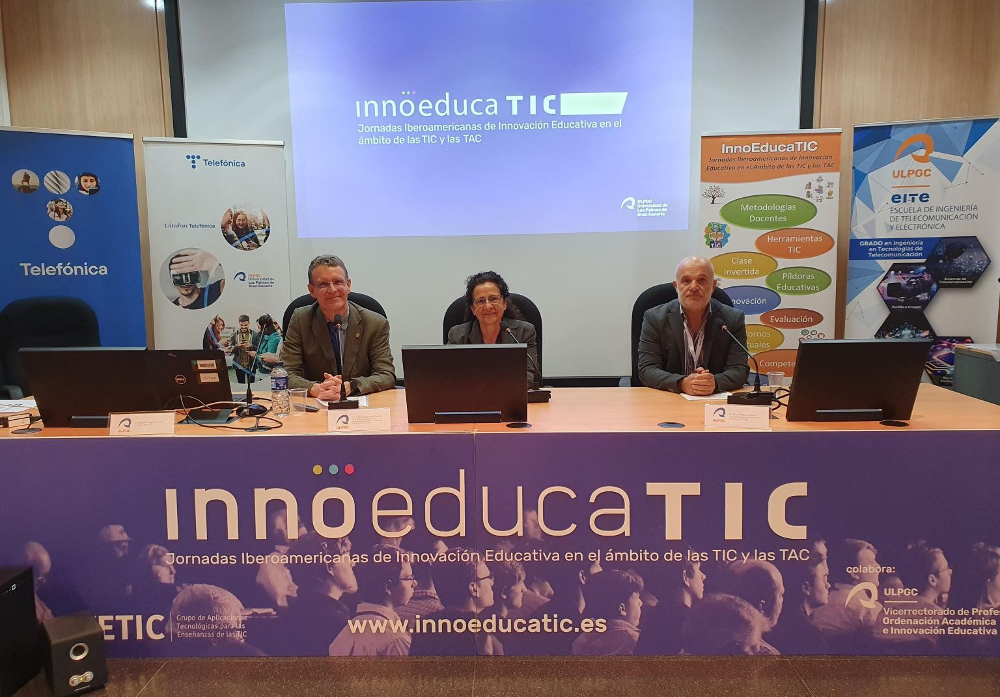 innöeduca TIC
Jornadas Iberoamericanas de Innovación Educativa en el
ámbito de las TIC y las TAC
ULPGC
Universidad de
Las Palmas de
Gran Canaria
Telefónica
Telefónica
Cátedras Telefónica
ULPGC
Universidad de
Las Palmas de
Gran Canaria
InnoEducaTIC
Jornadas Iberoamericanas de Innovación
Educativa en el Ámbito de las TIC y las TAC
Metodologías
Docentes
Herramientas
TIC
TIC
Clase
Invertida
Píldoras
Educativas
novación
Evaluación
tornos
tuales
Compete
ULPGC
eite
ESCUELA DE INGENIERÍA
DE TELECOMUNICACIÓN
Y ELECTRÓNICA
GRADO en Ingeniería
en Tecnologías de
Telecomunicación
Sistemas de
Telecomunicación
Sonido e Imagen
DELL
ULPGC
ULPGC
ULPGC
innöeducaTIC
Jornadas Iberoamericanas de Innovación Educativa en el ámbito de las TIC y las TAC
ETIC
Grupo de Aplicaciones
Tecnológicas para las
Enseñanzas de las TIC
www.innoeducatic.es
colabora:
ULPGC
Vicerrectorado de Profes
Ordenación Académica
e Innovación Educativa